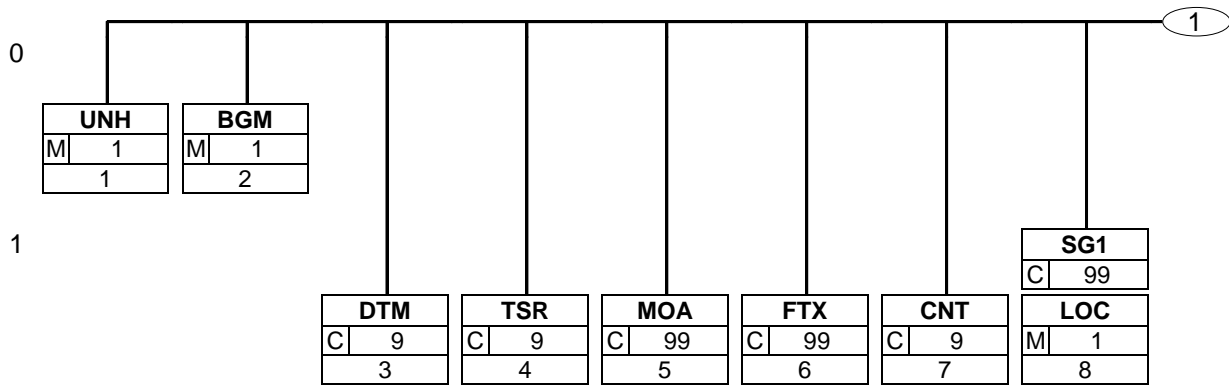 1
0
UNH BGM
M 1 M 1
1 2
1
SG1
C 99
DTM TSR MOA FTX CNT LOC
C 9 C 9 C 99 C 99 C 9 M 1
3 4 5 6 7 8